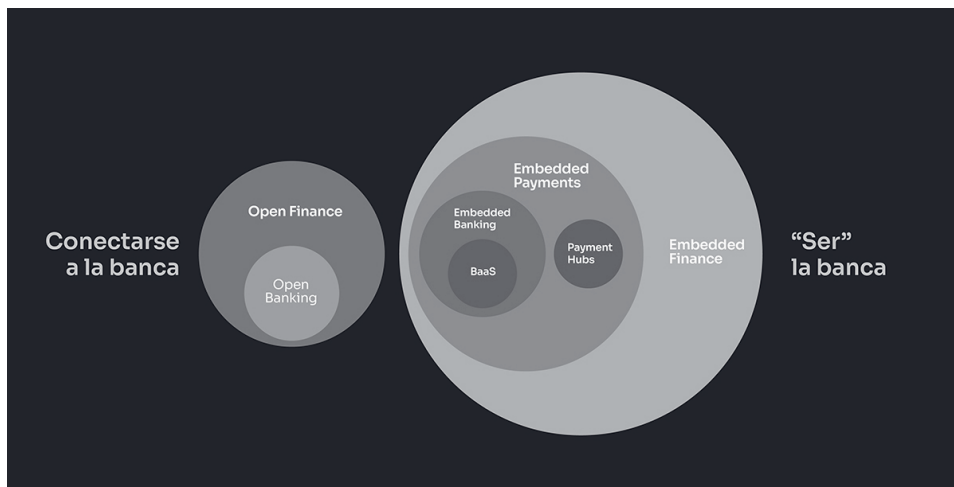 Conectarse
a la banca
Open Finance
Open
Banking
Embedded
Payments
Embedded
Banking
BaaS
Payment
Hubs
Embedded
Finance
“Ser”
la banca